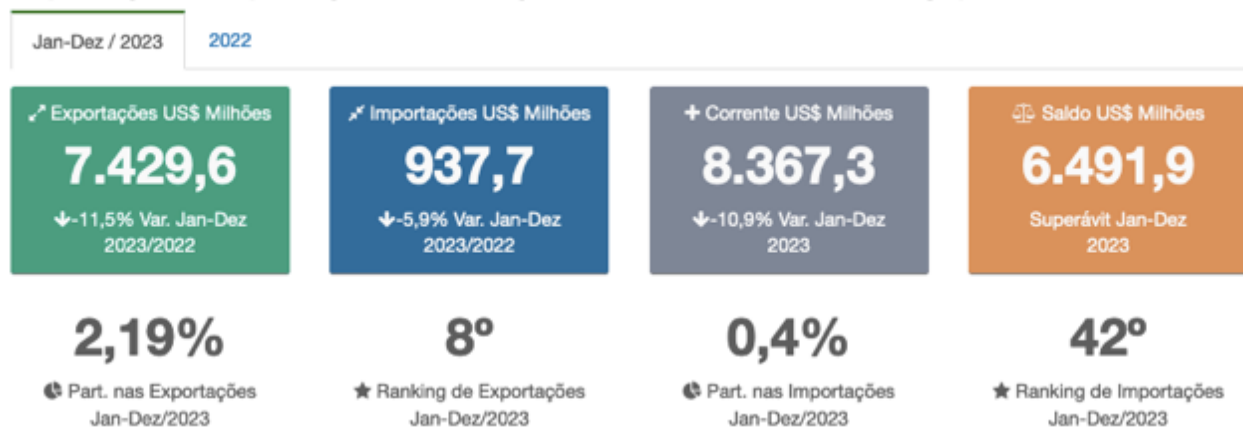 Jan-Dez / 2023
2022
Exportações US$ Milhões
7.429,6
-11,5% Var. Jan-Dez
2023/2022
Importações US$ Milhões
937,7
-5,9% Var. Jan-Dez
2023/2022
Corrente US$ Milhões
8.367,3
-10,9% Var. Jan-Dez
2023
Saldo US$ Milhões
6.491,9
Superávit Jan-Dez
2023
2,19%
Part. nas Exportações
Jan-Dez/2023
8º
Ranking de Exportações
Jan-Dez/2023
0,4%
Part. nas Importações
Jan-Dez/2023
42º
Ranking de Importações
Jan-Dez/2023